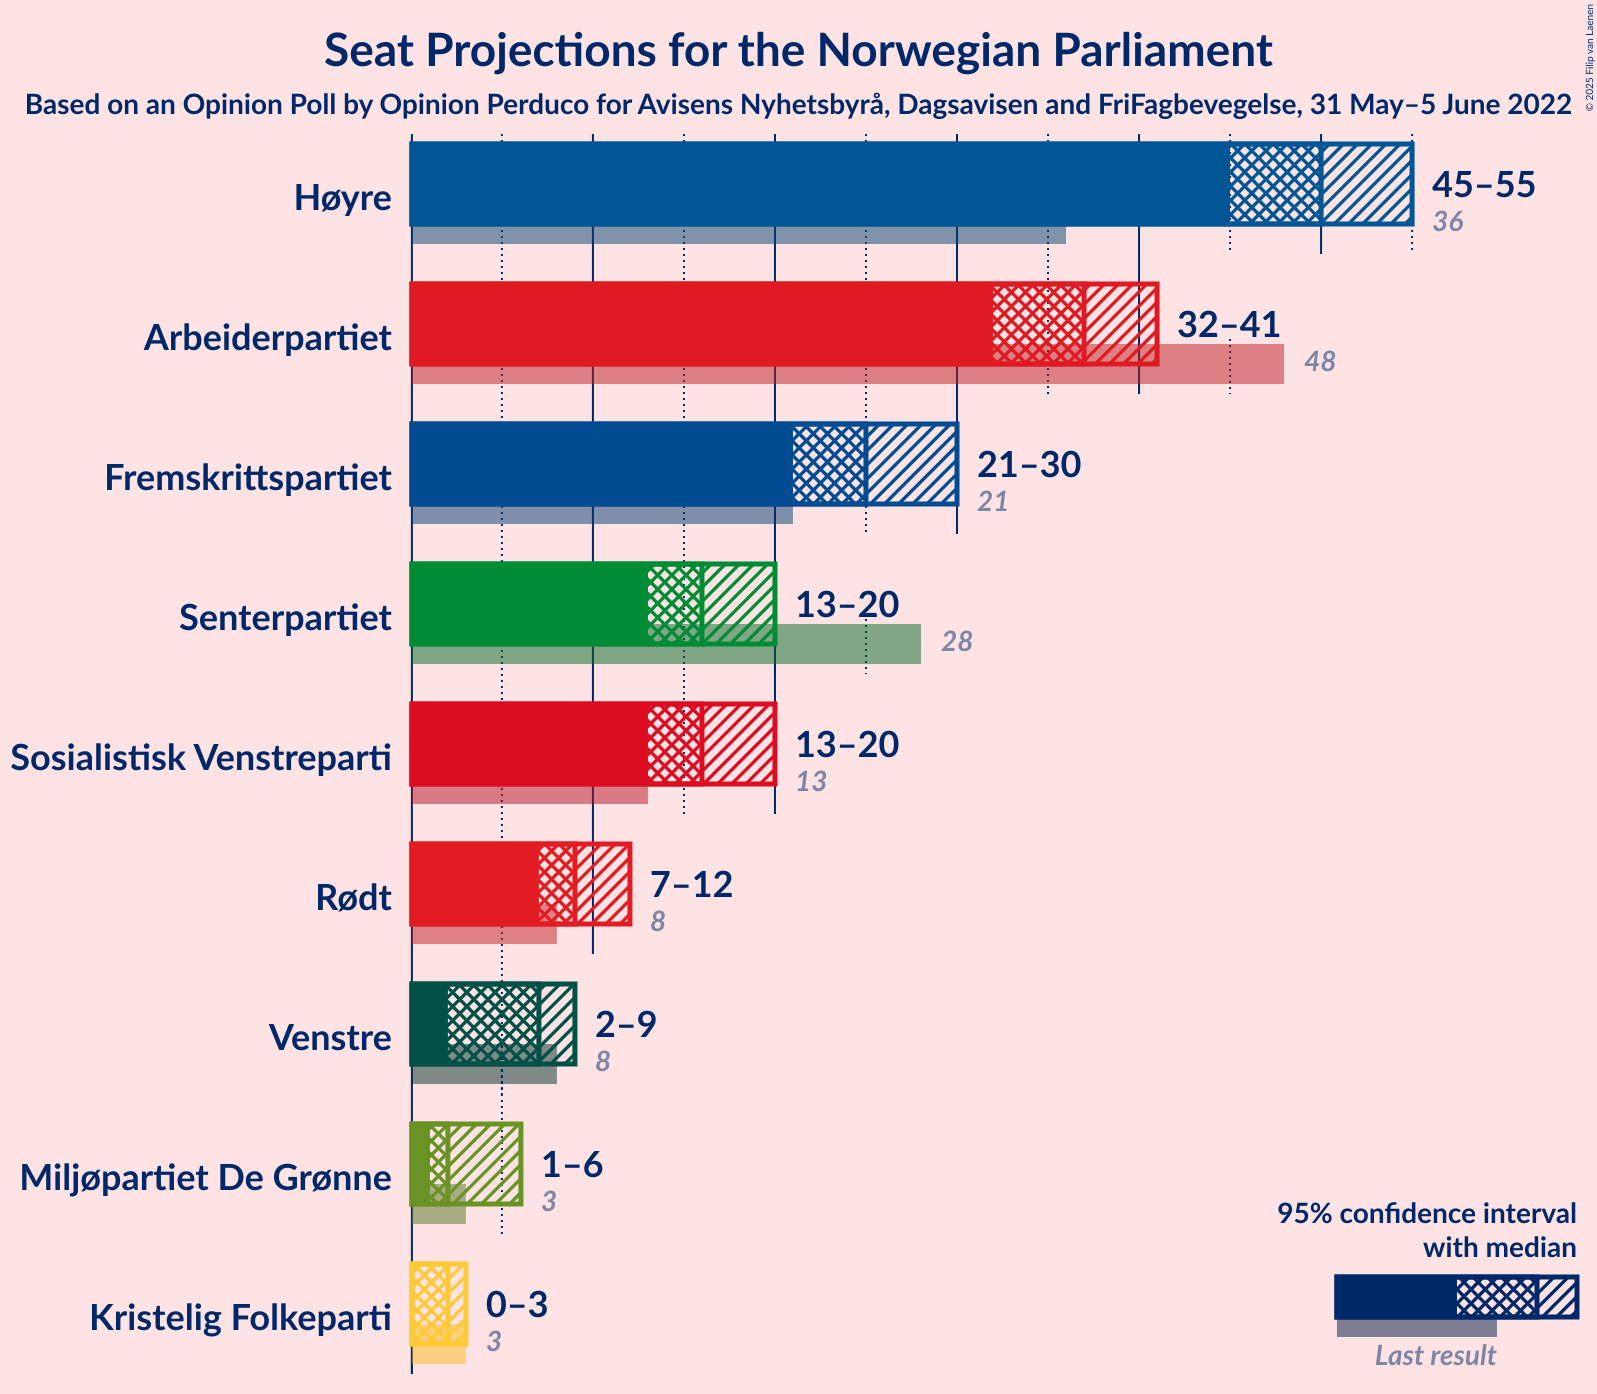 Seat Projections for the Norwegian Parliament
Based on an Opinion Poll by Opinion Perduco for Avisens Nyhetsbyrå, Dagsavisen and FriFagbevegelse, 31 May–5 June 2022
© 2025 Filip van Laenen
Høyre
45–55
36
Arbeiderpartiet
32–41
48
Fremskrittspartiet
21–30
21
Senterpartiet
13–20
28
Sosialistisk Venstreparti
13–20
13
Rødt
7–12
8
Venstre
2–9
8
Miljøpartiet De Grønne
1–6
3
Kristelig Folkeparti
0–3
3
95% confidence interval
with median
Last result